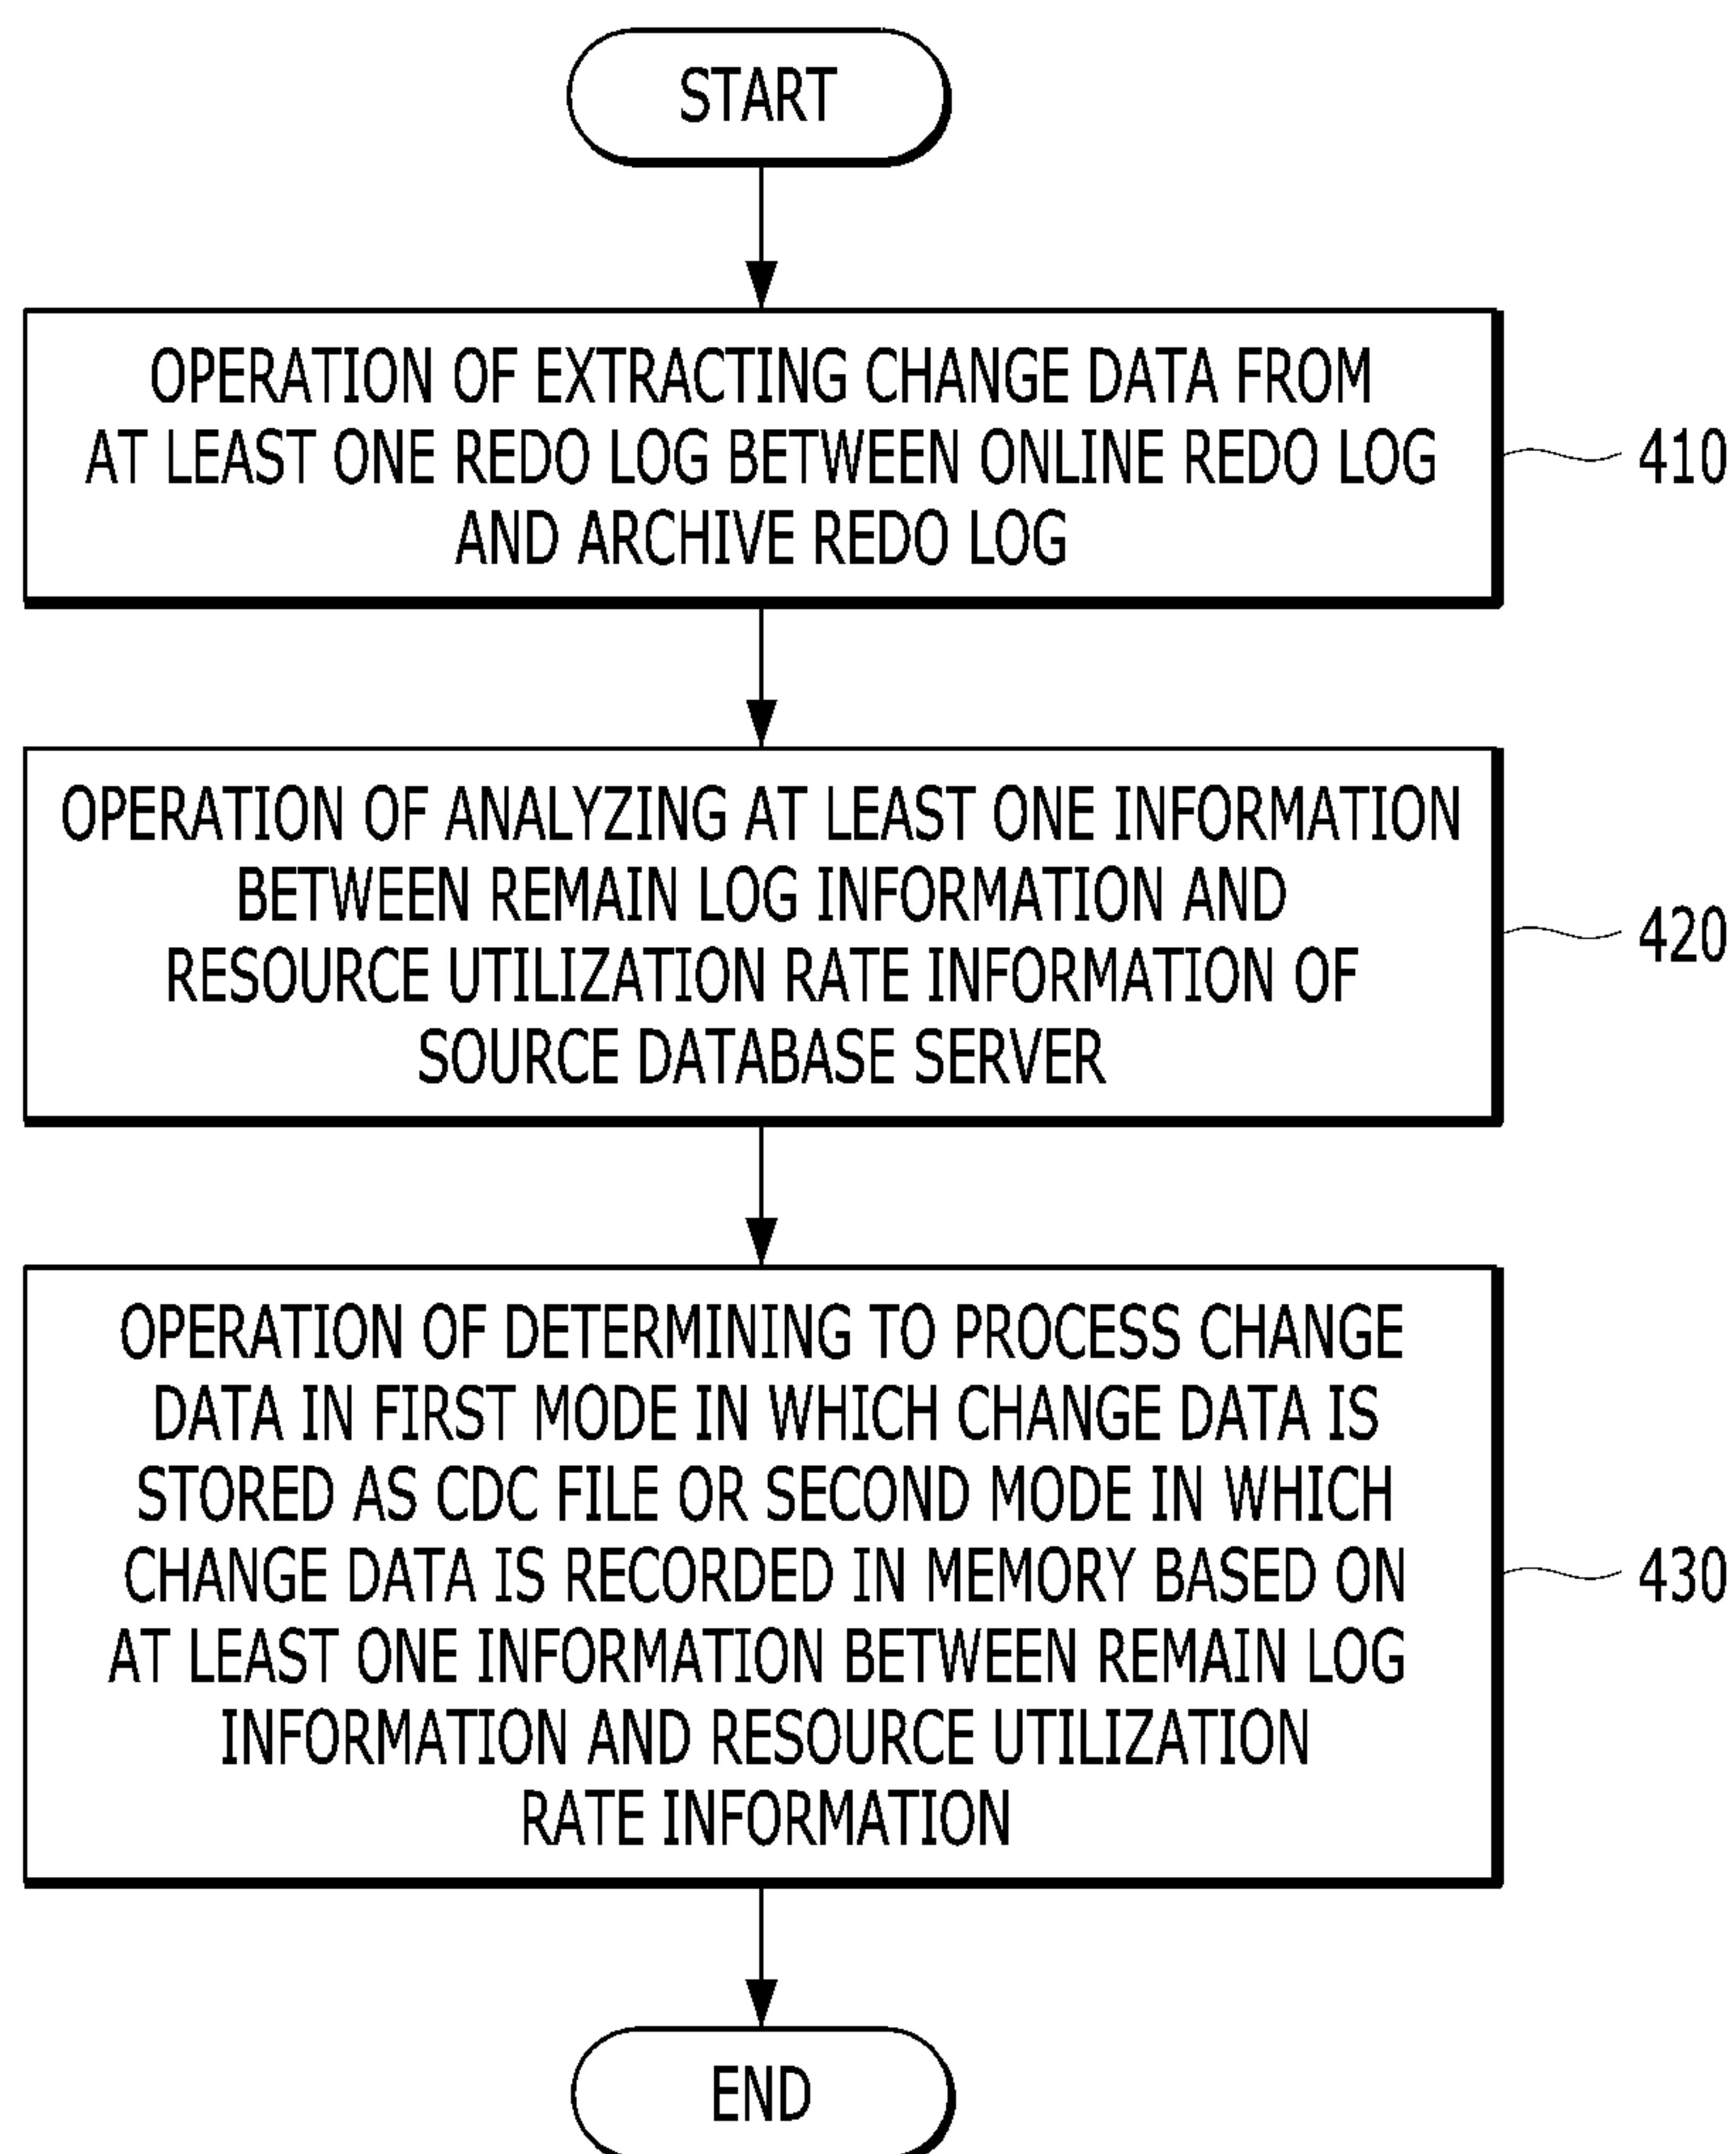 START
OPERATION OF EXTRACTING CHANGE DATA FROM
AT LEAST ONE REDO LOG BETWEEN ONLINE REDO LOG
AND ARCHIVE REDO LOG
410
OPERATION OF ANALYZING AT LEAST ONE INFORMATION
BETWEEN REMAIN LOG INFORMATION AND
RESOURCE UTILIZATION RATE INFORMATION OF
SOURCE DATABASE SERVER
420
OPERATION OF DETERMINING TO PROCESS CHANGE
DATA IN FIRST MODE IN WHICH CHANGE DATA IS
STORED AS CDC FILE OR SECOND MODE IN WHICH
CHANGE DATA IS RECORDED IN MEMORY BASED ON
AT LEAST ONE INFORMATION BETWEEN REMAIN LOG
INFORMATION AND RESOURCE UTILIZATION
RATE INFORMATION
430
END